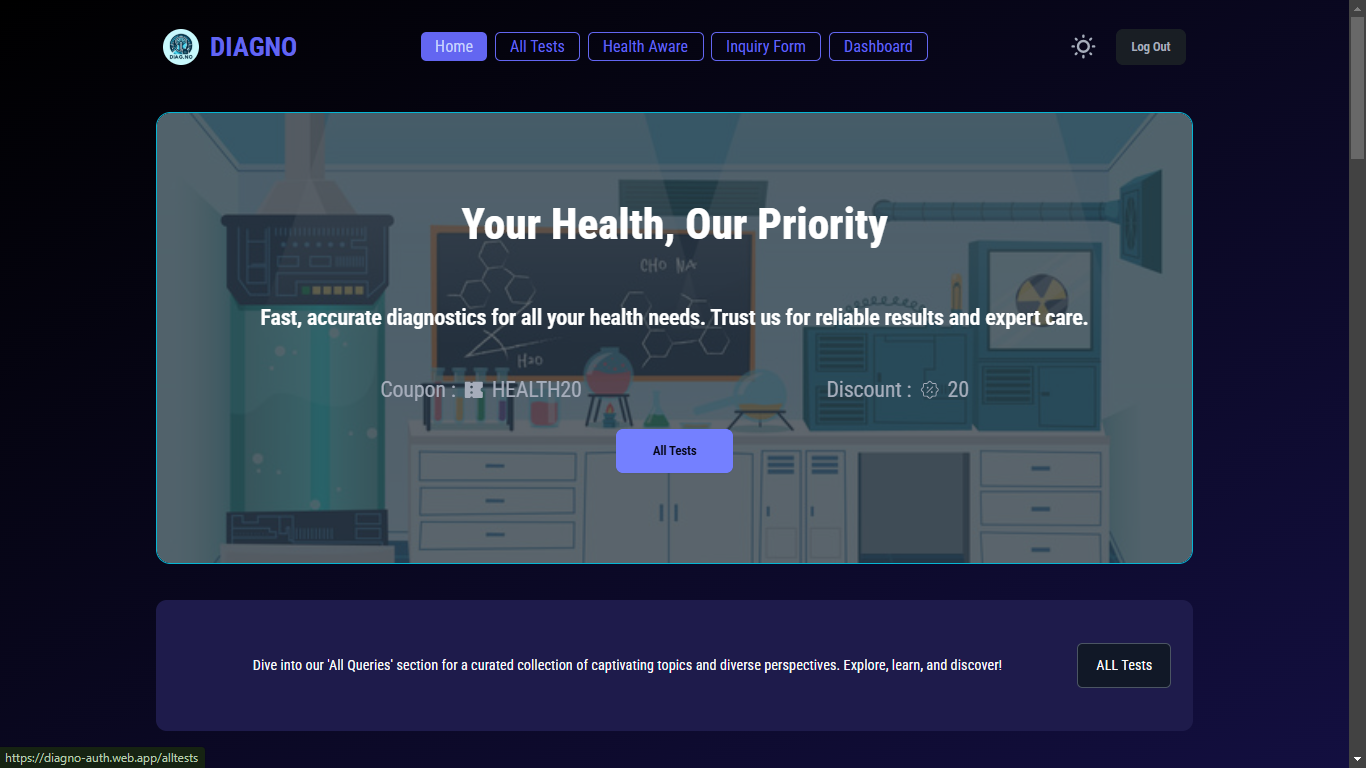 DIAG.NO
DIAGNO
Home
All Tests
Health Aware
Inquiry Form
Dashboard
Log Out
Your Health, Our Priority
CHO NA
Fast, accurate diagnostics for all your health needs. Trust us for reliable results and expert care.
H2O
Coupon : HEALTH20
Discount : 20
All Tests
Dive into our 'All Queries' section for a curated collection of captivating topics and diverse perspectives. Explore, learn, and discover!
ALL Tests
https://diagno-auth.web.app/alltests